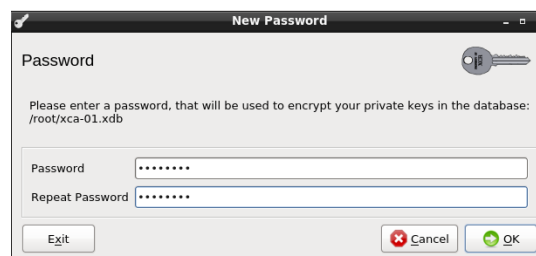 New Password
Password
Please enter a password, that will be used to encrypt your private keys in the database:
/root/xca-01.xdb
Password ••••••••
Repeat Password ••••••••
Exit Cancel OK